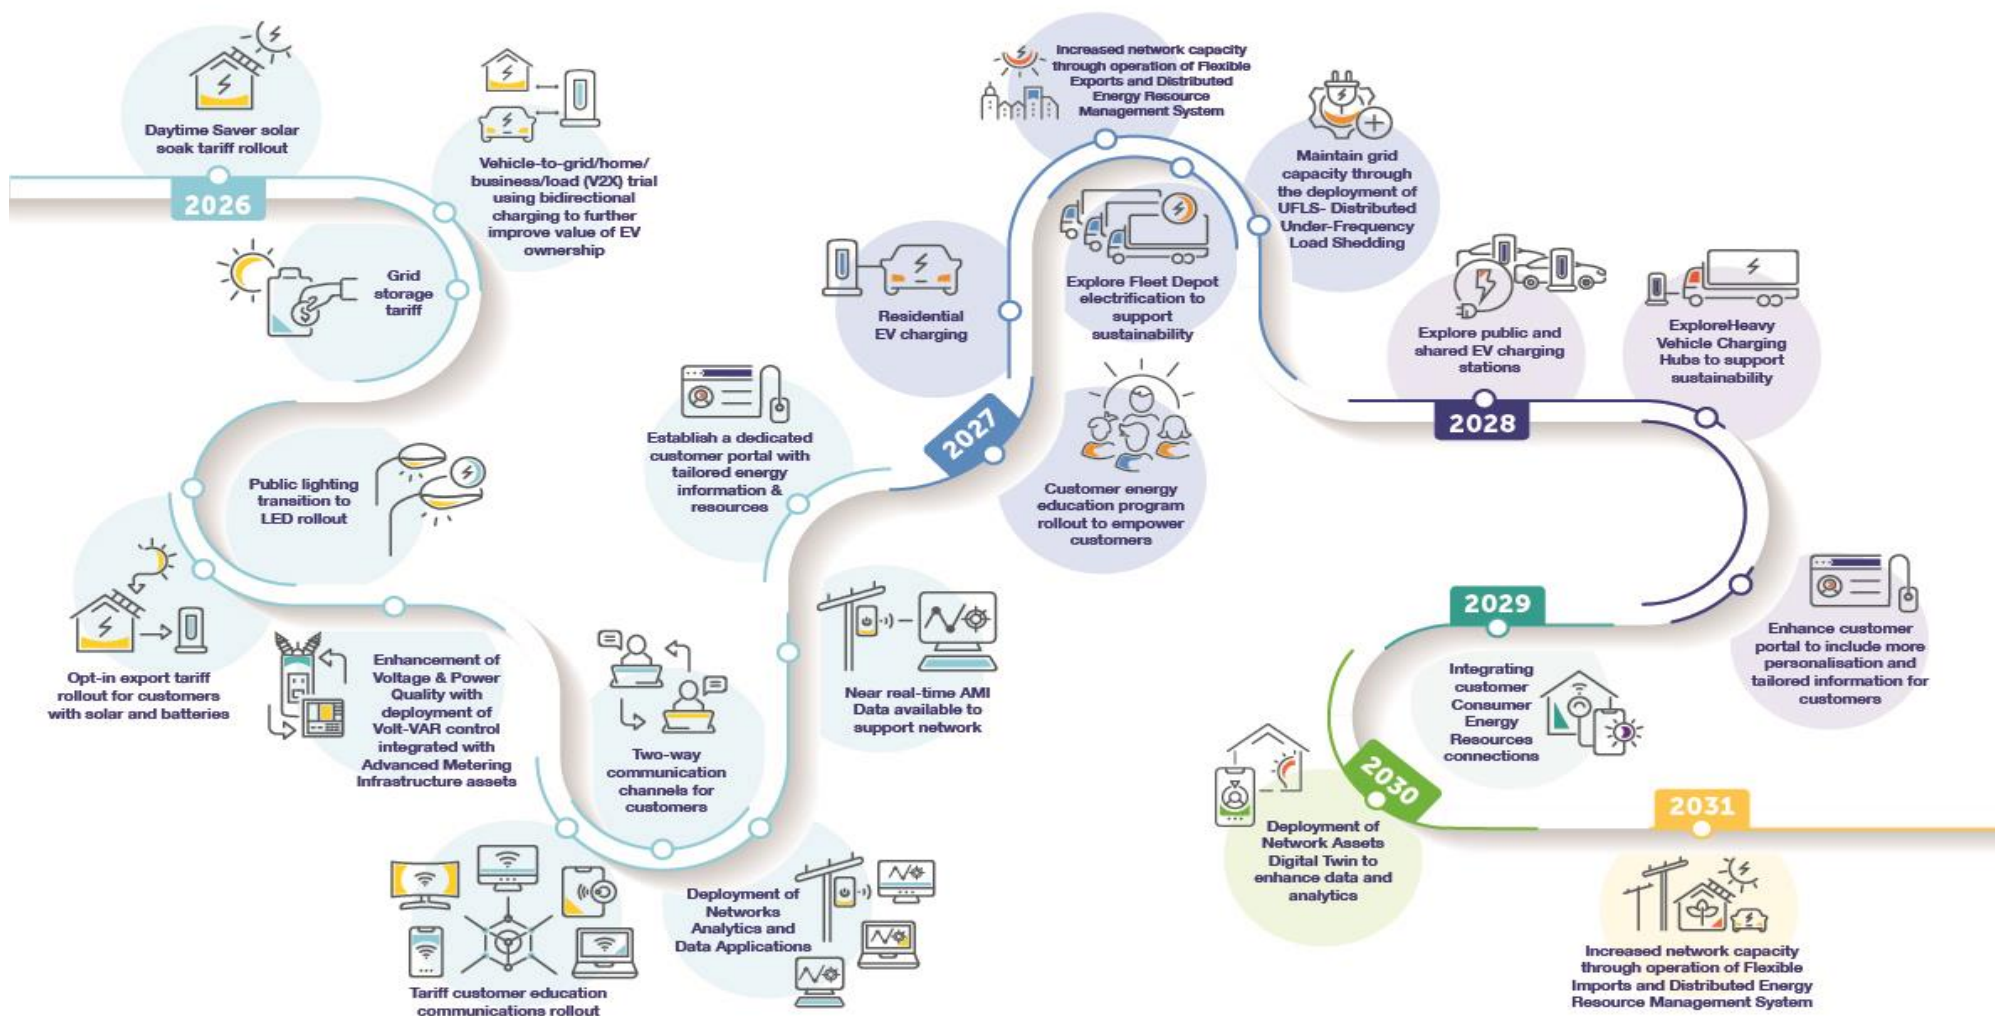 Daytime Saver solar
soak tariff rollout
2026
Vehicle-to-grid/home/
business/load (V2X) trial
using bidirectional
charging to further
improve value of EV
ownership
Grid
storage
tariff
Public lighting
transition to
LED rollout
Opt-in export tariff
rollout for customers
with solar and batteries
Enhancement of
Voltage & Power
Quality with
deployment of
Volt-VAR control
integrated with
Advanced Metering
Infrastructure assets
Tariff customer education
communications rollout
Two-way
communication
channels for
customers
Deployment of
Networks
Analytics and
Data Applications
Near real-time AMI
Data available to
support network
Establish a dedicated
customer portal with
tailored energy
information &
resources
2027
Customer energy
education program
rollout to empower
customers
Residential
EV charging
Increased network capacity
through operation of Flexible
Exports and Distributed
Energy Resource
Management System
Explore Fleet Depot
electrification to
support
sustainability
Maintain grid
capacity through
the deployment of
UFLS- Distributed
Under-Frequency
Load Shedding
Explore public and
shared EV charging
stations
2028
ExploreHeavy
Vehicle Charging
Hubs to support
sustainability
Enhance customer
portal to include more
personalisation and
tailored information for
customers
2029
Integrating
customer
Consumer
Energy
Resources
connections
2030
Deployment of
Network Assets
Digital Twin to
enhance data and
analytics
2031
Increased network capacity
through operation of Flexible
Imports and Distributed Energy
Resource Management System